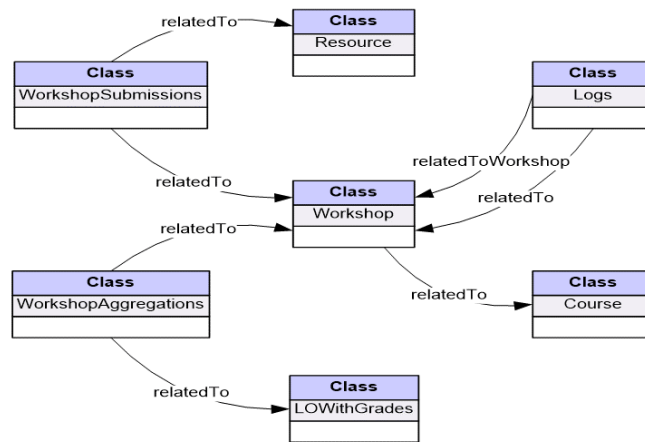 relatedTo
Class
Resource
Class
WorkshopSubmissions
Class
Logs
relatedToWorkshop
relatedTo
relatedTo
Class
Workshop
relatedTo
Class
WorkshopAggregations
relatedTo
Class
Course
relatedTo
Class
LOWithGrades